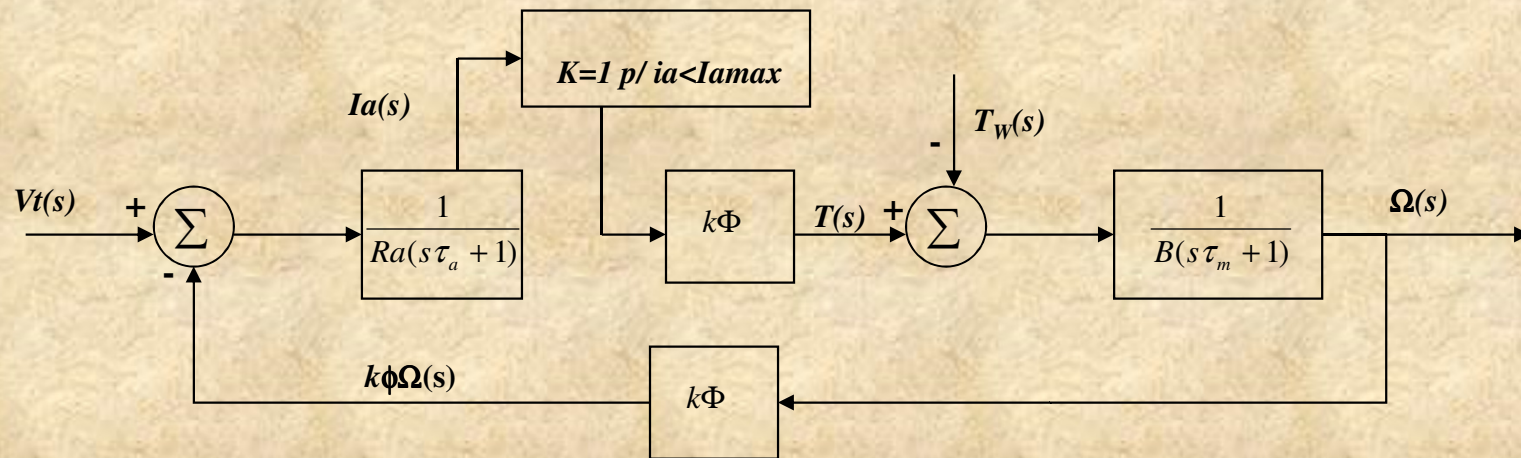 K=1 p/ ia<Iamax
Ia(s)
T_W(s)
-
Vt(s)
+
Σ
-
1
Ra(sτ_a + 1)
kΦ
T(s)
+
Σ
1
B(sτ_m + 1)
Ω(s)
kϕΩ(s)
kΦ